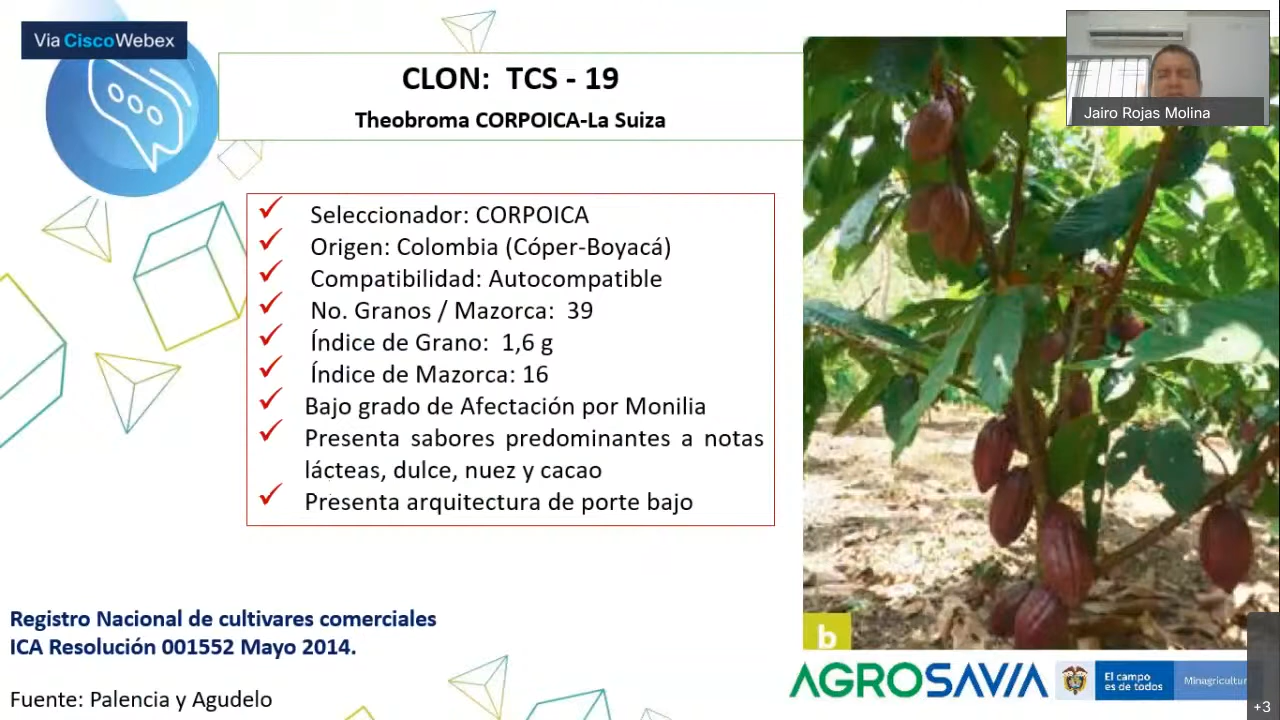 Vía CiscoWebex
CLON: TCS - 19
Theobroma CORPOICA-La Suiza
Jairo Rojas Molina
Seleccionador: CORPOICA
Origen: Colombia (Cóper-Boyacá)
Compatibilidad: Autocompatible
No. Granos / Mazorca: 39
Índice de Grano: 1,6 g
Índice de Mazorca: 16
Bajo grado de Afectación por Monilia
Presenta sabores predominantes a notas
lácteas, dulce, nuez y cacao
Presenta arquitectura de porte bajo
Registro Nacional de cultivares comerciales
ICA Resolución 001552 Mayo 2014.
Fuente: Palencia y Agudelo
b
AGROSAVIA
El campo
es de todos
Minagricultur
+3